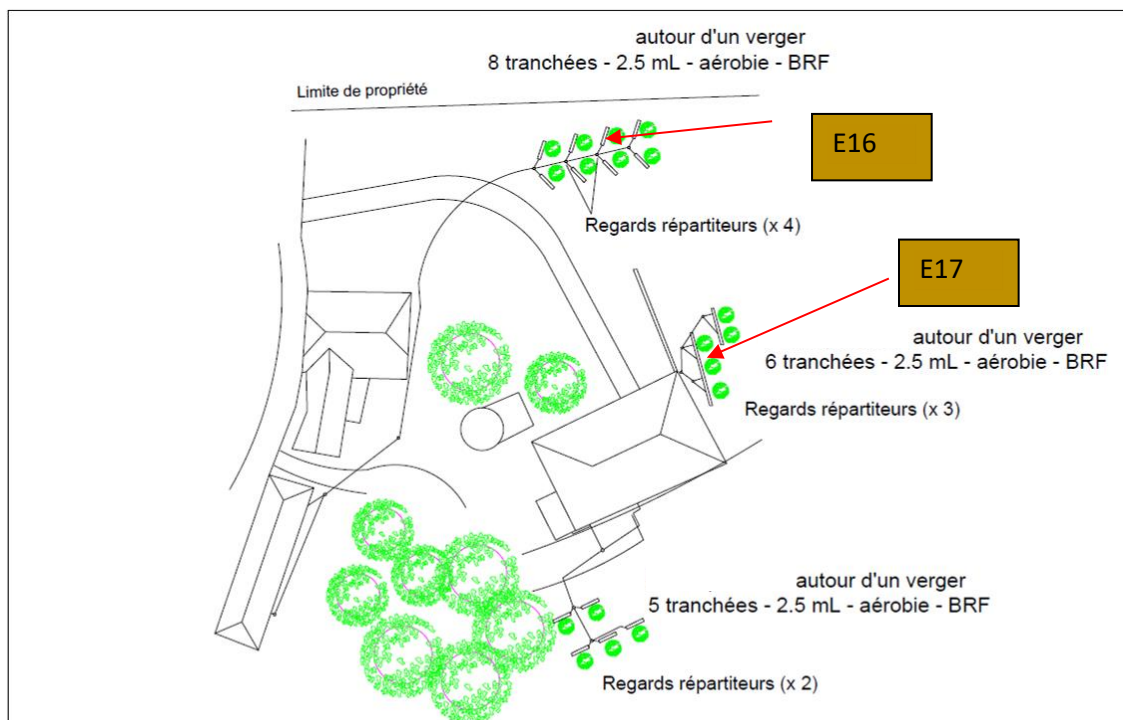 autour d'un verger
8 tranchées - 2.5 mL - aérobie - BRF
Limite de propriété
E16
Regards répartiteurs (x 4)
E17
autour d'un verger
6 tranchées - 2.5 mL - aérobie - BRF
Regards répartiteurs (x 3)
autour d'un verger
5 tranchées - 2.5 mL - aérobie - BRF
Regards répartiteurs (x 2)